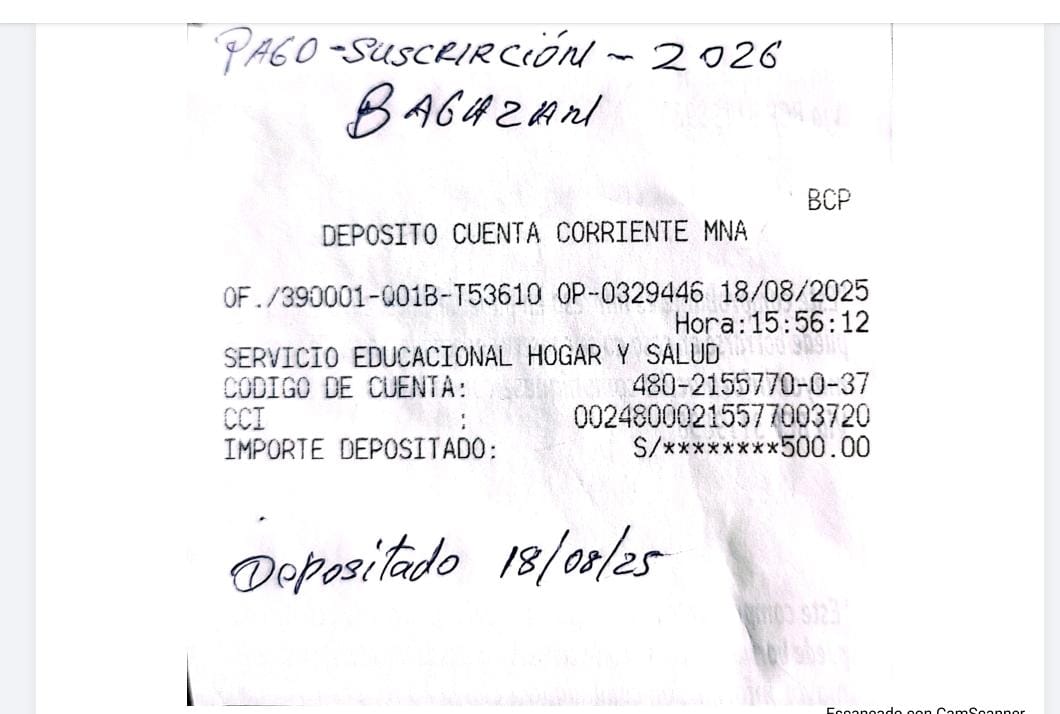 PAGO-SUSCRIRCIÓN - 2026
BAGAZAN
BCP
DEPOSITO CUENTA CORRIENTE MNA
OF./390001-Q01B-T53610 OP-0329446 18/08/2025
Hora:15:56:12
SERVICIO EDUCACIONAL HOGAR Y SALUD
CODIGO DE CUENTA: 480-2155770-0-37
CCI : 00248000215577003720
IMPORTE DEPOSITADO: S/********500.00
Depositado 18/08/25
Escaneado con CamScanner